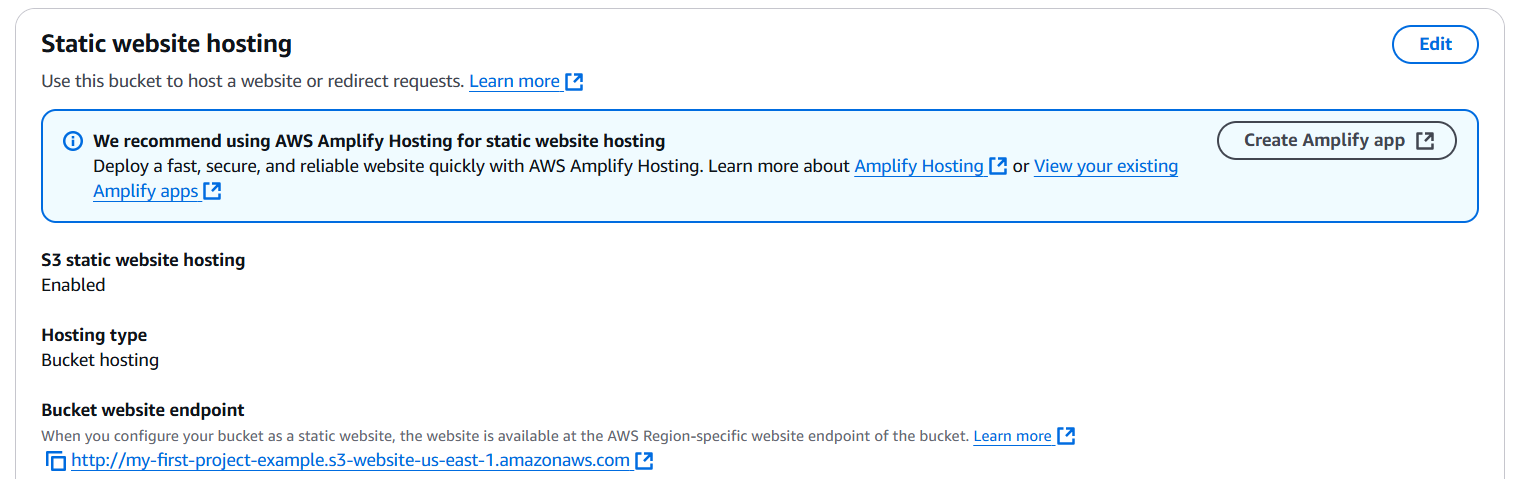 Static website hosting
Edit
Use this bucket to host a website or redirect requests. Learn more
We recommend using AWS Amplify Hosting for static website hosting
Create Amplify app
Deploy a fast, secure, and reliable website quickly with AWS Amplify Hosting. Learn more about Amplify Hosting or View your existing
Amplify apps
S3 static website hosting
Enabled
Hosting type
Bucket hosting
Bucket website endpoint
When you configure your bucket as a static website, the website is available at the AWS Region-specific website endpoint of the bucket. Learn more
http://my-first-project-example.s3-website-us-east-1.amazonaws.com